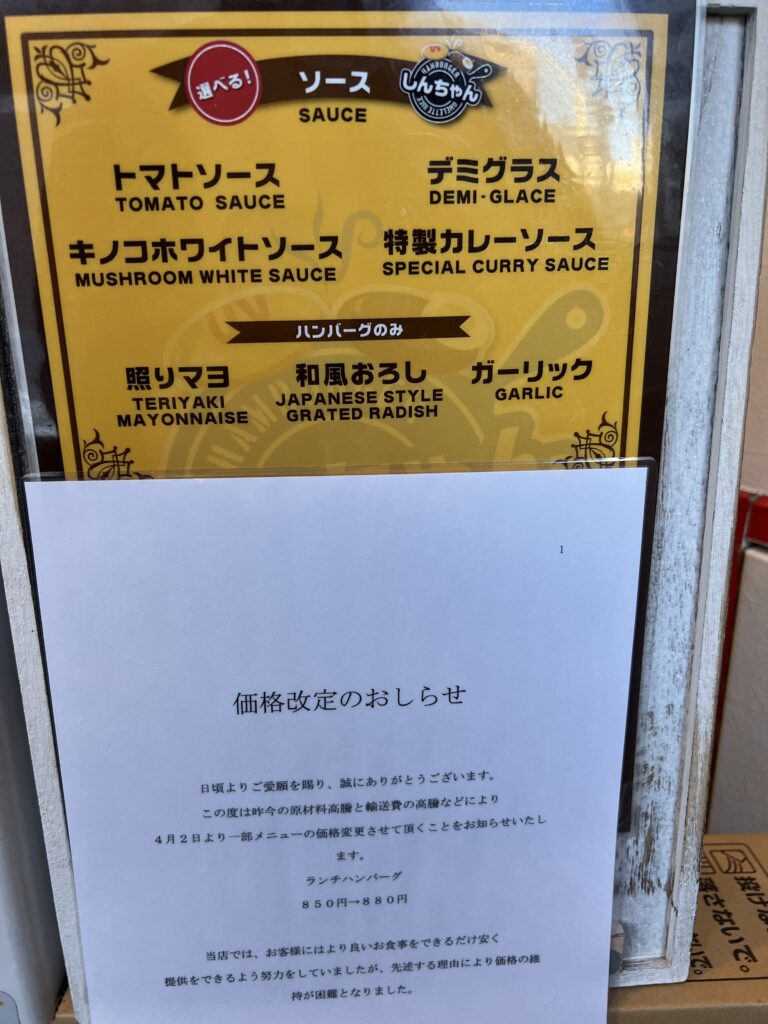 選べる!
ソース
SAUCE
HAMBURGER
しんちゃん
OMELETTE RICE
トマトソース
TOMATO SAUCE
デミグラス
DEMI・GLACE
キノコホワイトソース
MUSHROOM WHITE SAUCE
特製カレーソース
SPECIAL CURRY SAUCE
ハンバーグのみ
照りマヨ
TERIYAKI
MAYONNAISE
和風おろし
JAPANESE STYLE
GRATED RADISH
ガーリック
GARLIC
1
価格改定のおしらせ
日頃よりご愛願を賜り、誠にありがとうございます。
この度は昨今の原材料高騰と輸送費の高騰などにより
4月2日より一部メニューの価格変更させて頂くことをお知らせいたし
ます。
ランチハンバーグ
850円→880円
当店では、お客様にはより良いお食事をできるだけ安く
提供をできるよう努力をしていましたが、先述する理由により価格の維
持が困難となりました。
投げな
落さないで。